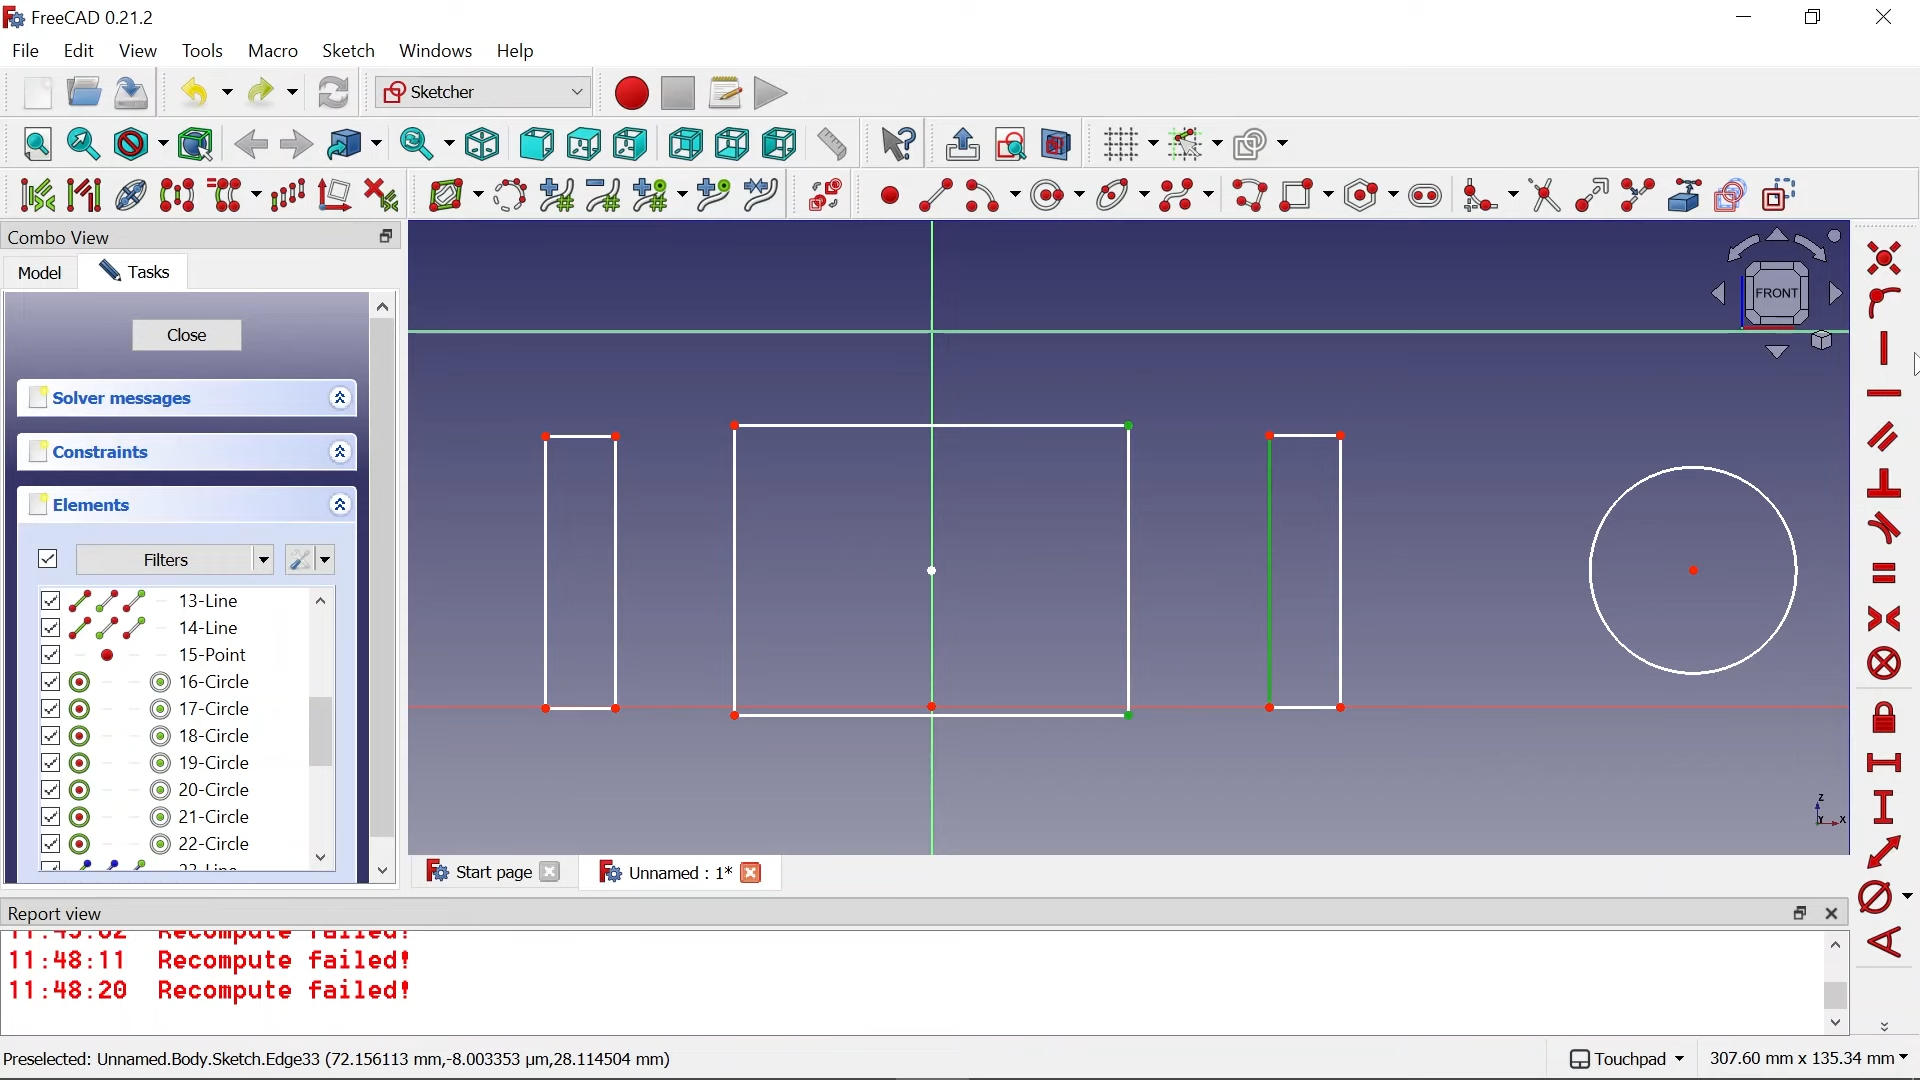 FreeCAD 0.21.2
File Edit View Tools Macro Sketch Windows Help
Sketcher
Combo View
Model Tasks
Close
Solver messages
Constraints
Elements
Filters
13-Line
14-Line
15-Point
16-Circle
17-Circle
18-Circle
19-Circle
20-Circle
21-Circle
22-Circle
23-Line
FRONT
z
Y x
Start page
Unnamed : 1*
Report view
Recompute failed!
11:48:11 Recompute failed!
11:48:20 Recompute failed!
Preselected: Unnamed.Body.Sketch.Edge33 (72.156113 mm,-8.003353 µm,28.114504 mm)
Touchpad
307.60 mm x 135.34 mm